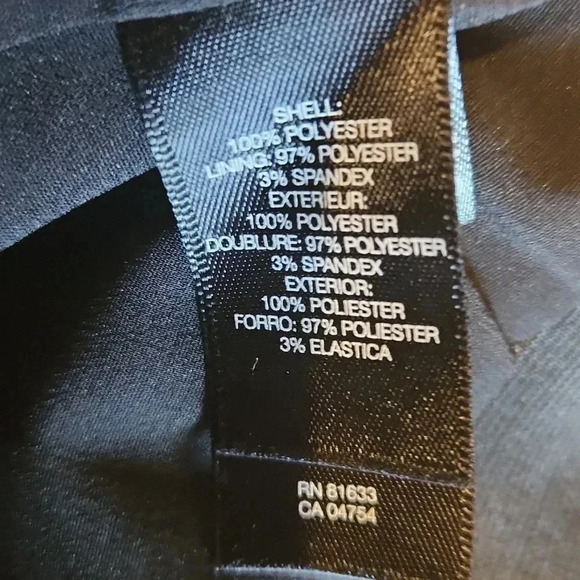 SHELL:
100% POLYESTER
LINING: 97% POLYESTER
3% SPANDEX
EXTERIEUR:
100% POLYESTER
DOUBLURE: 97% POLYESTER
3% SPANDEX
EXTERIOR:
100% POLIESTER
FORRO: 97% POLIESTER
3% ELASTICA
RN 81633
CA 04754